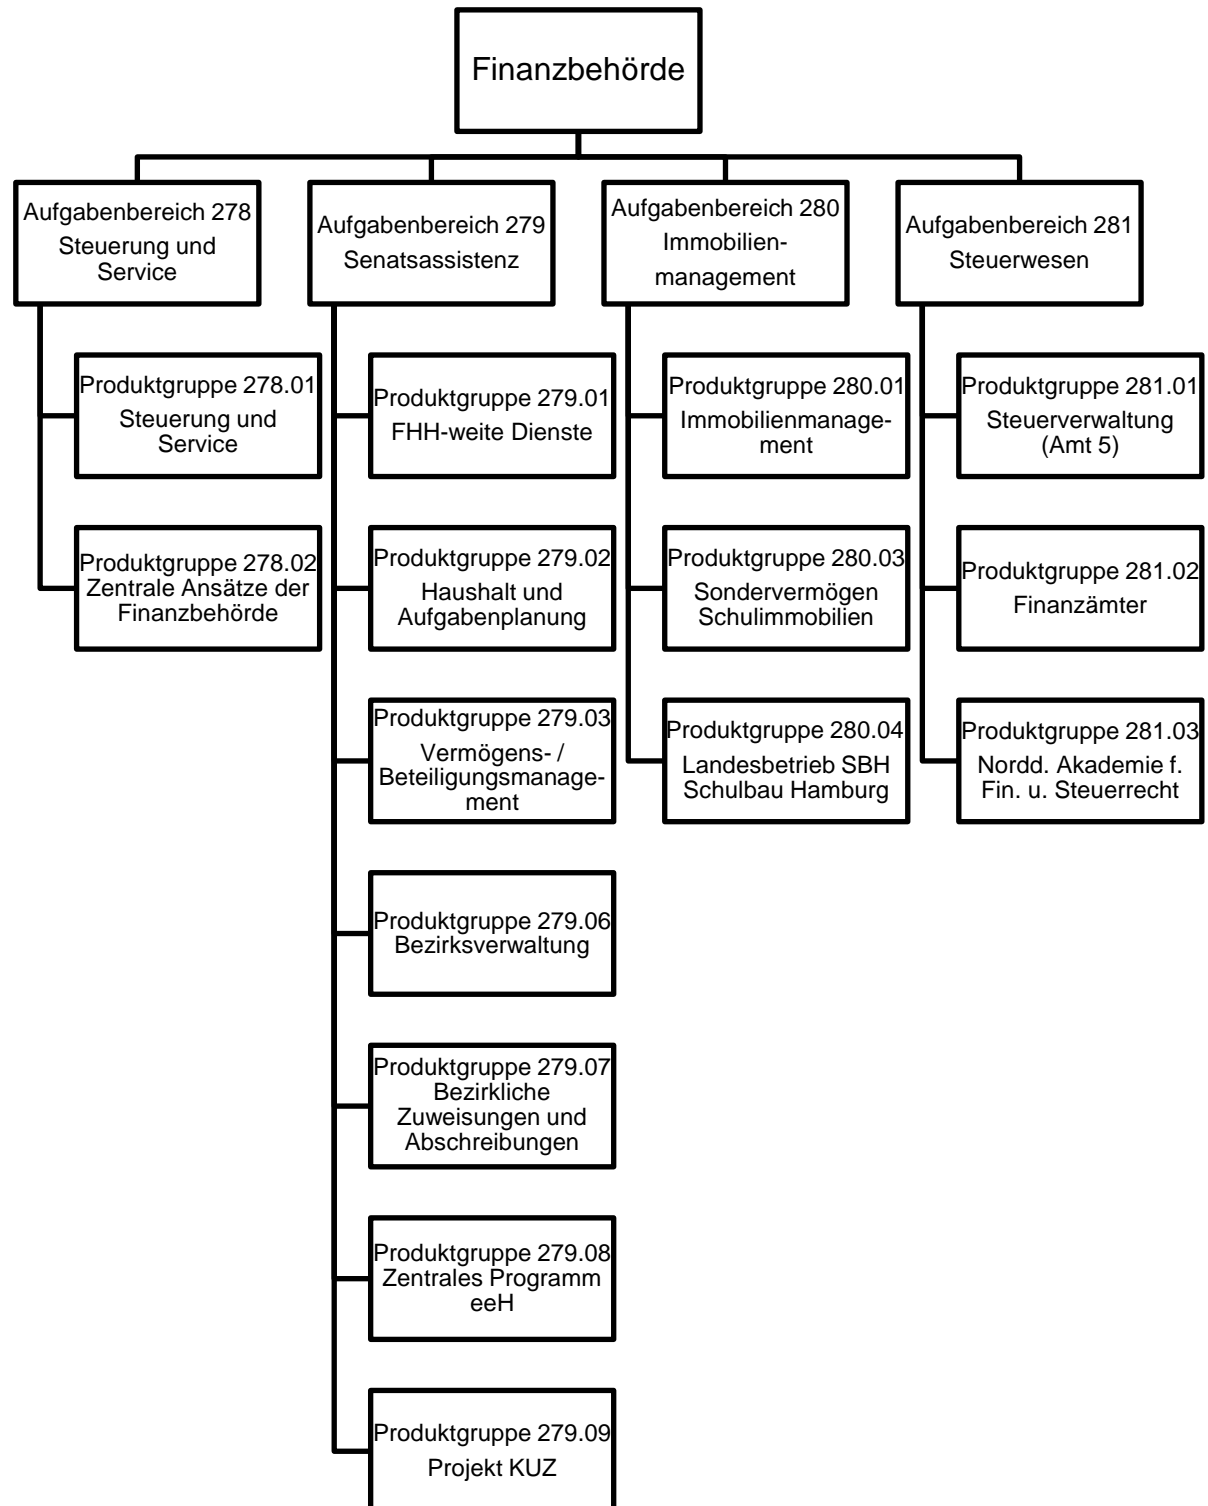 Finanzbehörde
Aufgabenbereich 278
Steuerung und
Service
Aufgabenbereich 279
Senatsassistenz
Aufgabenbereich 280
Immobilien-
management
Aufgabenbereich 281
Steuerwesen
Produktgruppe 278.01
Steuerung und
Service
Produktgruppe 278.02
Zentrale Ansätze der
Finanzbehörde
Produktgruppe 279.01
FHH-weite Dienste
Produktgruppe 279.02
Haushalt und
Aufgabenplanung
Produktgruppe 279.03
Vermögens- /
Beteiligungsmanage-
ment
Produktgruppe 279.06
Bezirksverwaltung
Produktgruppe 279.07
Bezirkliche
Zuweisungen und
Abschreibungen
Produktgruppe 279.08
Zentrales Programm
eeH
Produktgruppe 279.09
Projekt KUZ
Produktgruppe 280.01
Immobilienmanage-
ment
Produktgruppe 280.03
Sondervermögen
Schulimmobilien
Produktgruppe 280.04
Landesbetrieb SBH
Schulbau Hamburg
Produktgruppe 281.01
Steuerverwaltung
(Amt 5)
Produktgruppe 281.02
Finanzämter
Produktgruppe 281.03
Nordd. Akademie f.
Fin. u. Steuerrecht